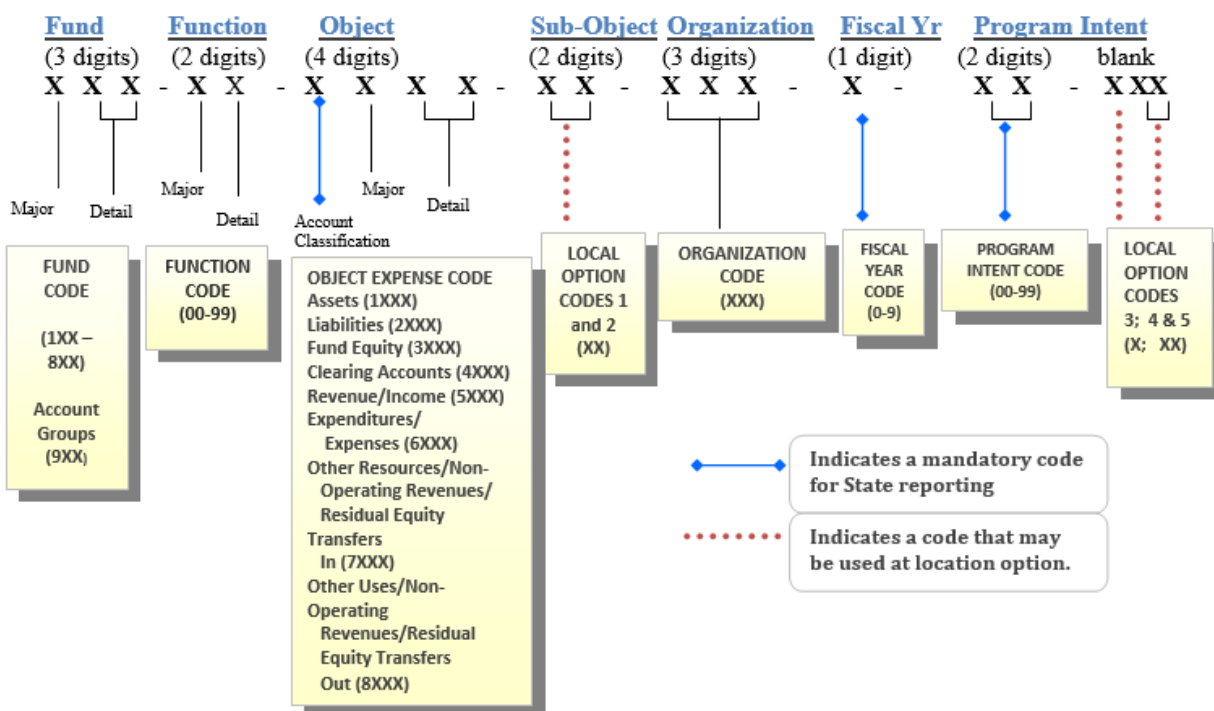 Fund Function Object Sub-Object Organization Fiscal Yr Program Intent
(3 digits) (2 digits) (4 digits) (2 digits) (3 digits) (1 digit) (2 digits) blank
X X X - X X - X X X X - X X - X X X - X - X X - X XX
Major
Detail
Major
Detail
Account
Classification
Major
Detail
FUND
CODE
(1XX –
8XX)
Account
Groups
(9XX)
FUNCTION
CODE
(00-99)
OBJECT EXPENSE CODE
Assets (1XXX)
Liabilities (2XXX)
Fund Equity (3XXX)
Clearing Accounts (4XXX)
Revenue/Income (5XXX)
Expenditures/
Expenses (6XXX)
Other Resources/Non-
Operating Revenues/
Residual Equity
Transfers
In (7XXX)
Other Uses/Non-
Operating
Revenues/Residual
Equity Transfers
Out (8XXX)
LOCAL
OPTION
CODES 1
and 2
(XX)
ORGANIZATION
CODE
(XXX)
FISCAL
YEAR
CODE
(0-9)
PROGRAM
INTENT CODE
(00-99)
LOCAL
OPTION
CODES
3; 4 & 5
(X; XX)
Indicates a mandatory code
for State reporting
Indicates a code that may
be used at location option.